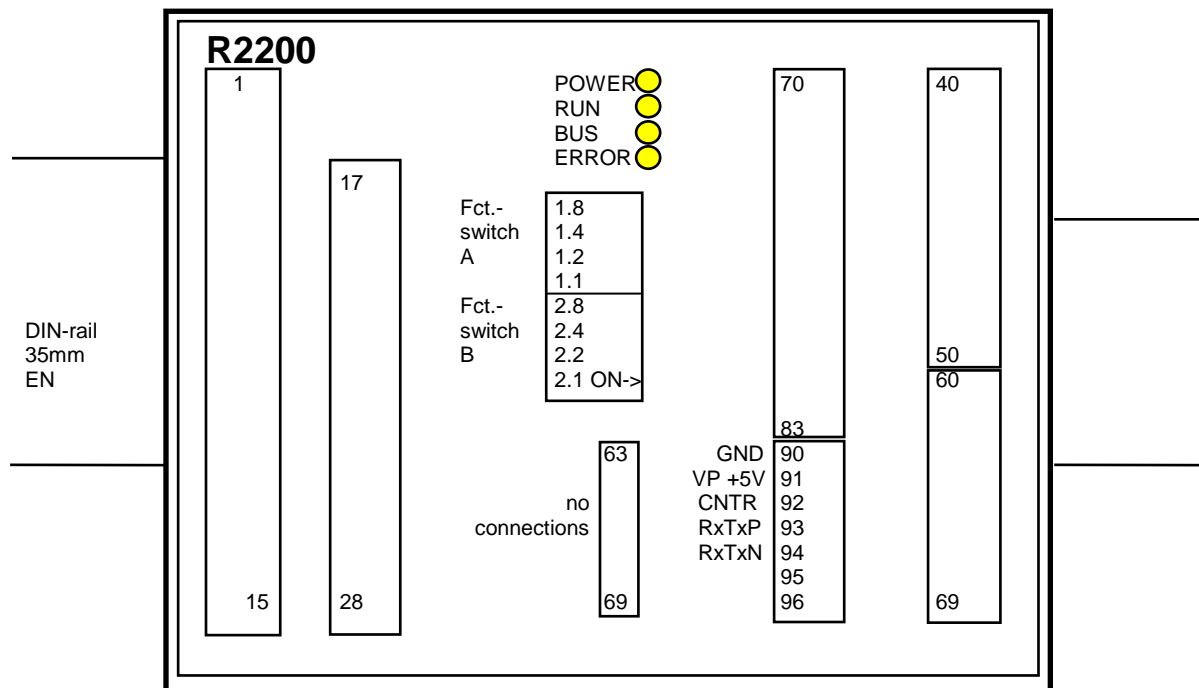 R2200
1
15
17
28
POWER
RUN
BUS
ERROR
Fct.-
switch
A
1.8
1.4
1.2
1.1
Fct.-
switch
B
2.8
2.4
2.2
2.1 ON->
DIN-rail
35mm
EN
no
connections
63
69
70
83
GND 90
VP +5V 91
CNTR 92
RxTxP 93
RxTxN 94
95
96
40
50
60
69